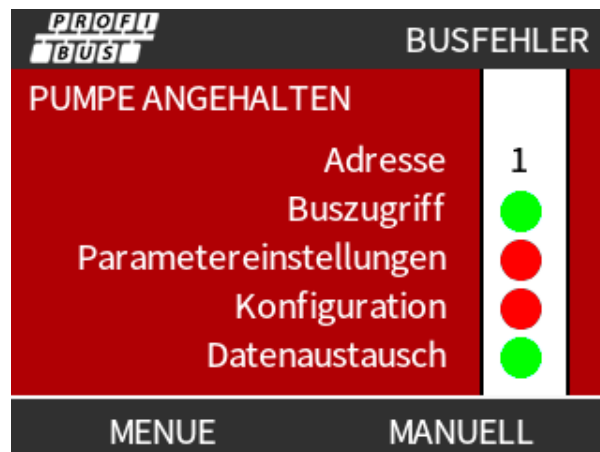 PROFI
BUS
BUSFEHLER
PUMPE ANGEHALTEN
Adresse 1
Buszugriff
Parametereinstellungen
Konfiguration
Datenaustausch
MENUE MANUELL